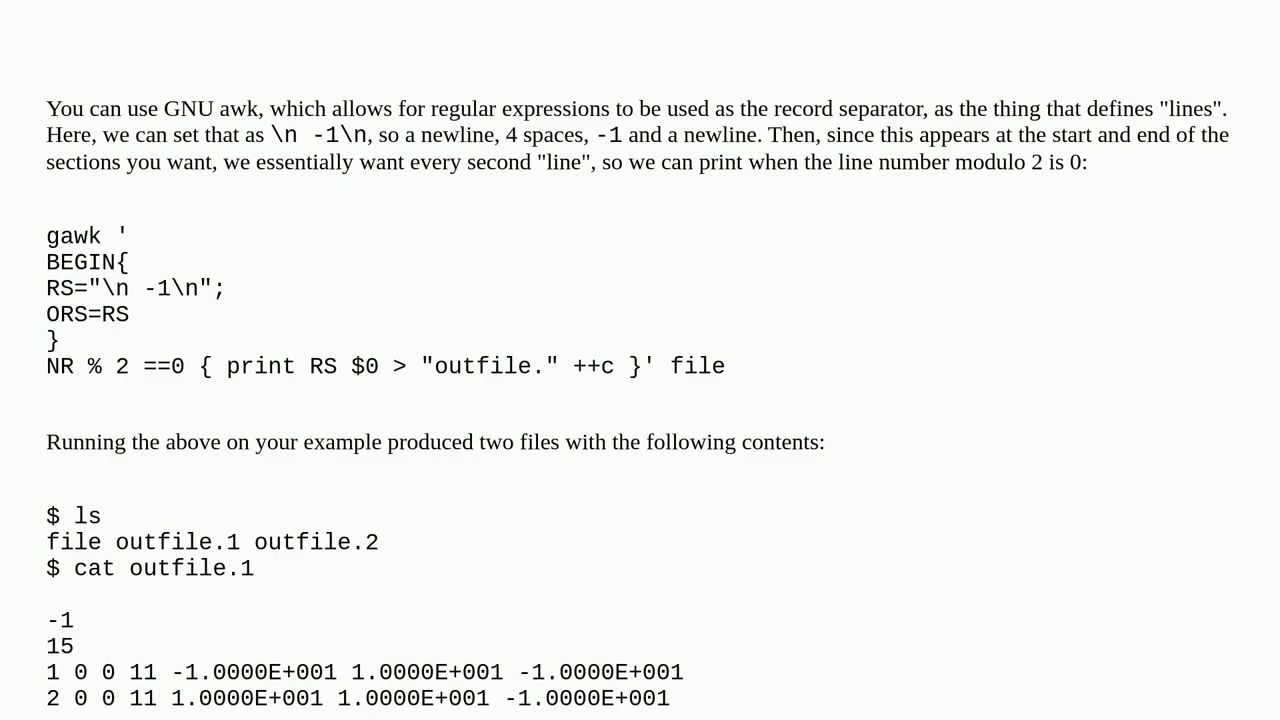 You can use GNU awk, which allows for regular expressions to be used as the record separator, as the thing that defines "lines".
Here, we can set that as \n -1\n, so a newline, 4 spaces, -1 and a newline. Then, since this appears at the start and end of the
sections you want, we essentially want every second "line", so we can print when the line number modulo 2 is 0:
gawk '
BEGIN{
RS="\n -1\n";
ORS=RS
}
NR % 2 ==0 { print RS $0 > "outfile." ++c }' file
Running the above on your example produced two files with the following contents:
$ ls
file outfile.1 outfile.2
$ cat outfile.1
-1
15
1 0 0 11 -1.0000E+001 1.0000E+001 -1.0000E+001
2 0 0 11 1.0000E+001 1.0000E+001 -1.0000E+001